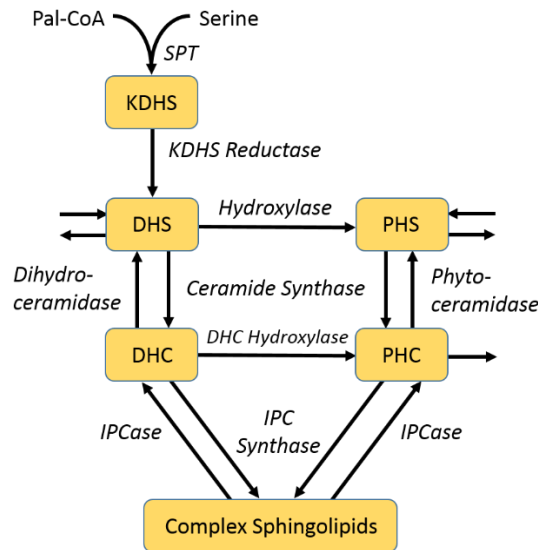 Pal-CoA
Serine
SPT
KDHS
KDHS Reductase
Hydroxylase
DHS
PHS
Dihydro-
ceramidase
Ceramide Synthase
Phyto-
ceramidase
DHC Hydroxylase
DHC
PHC
IPCase
IPC
Synthase
IPCase
Complex Sphingolipids